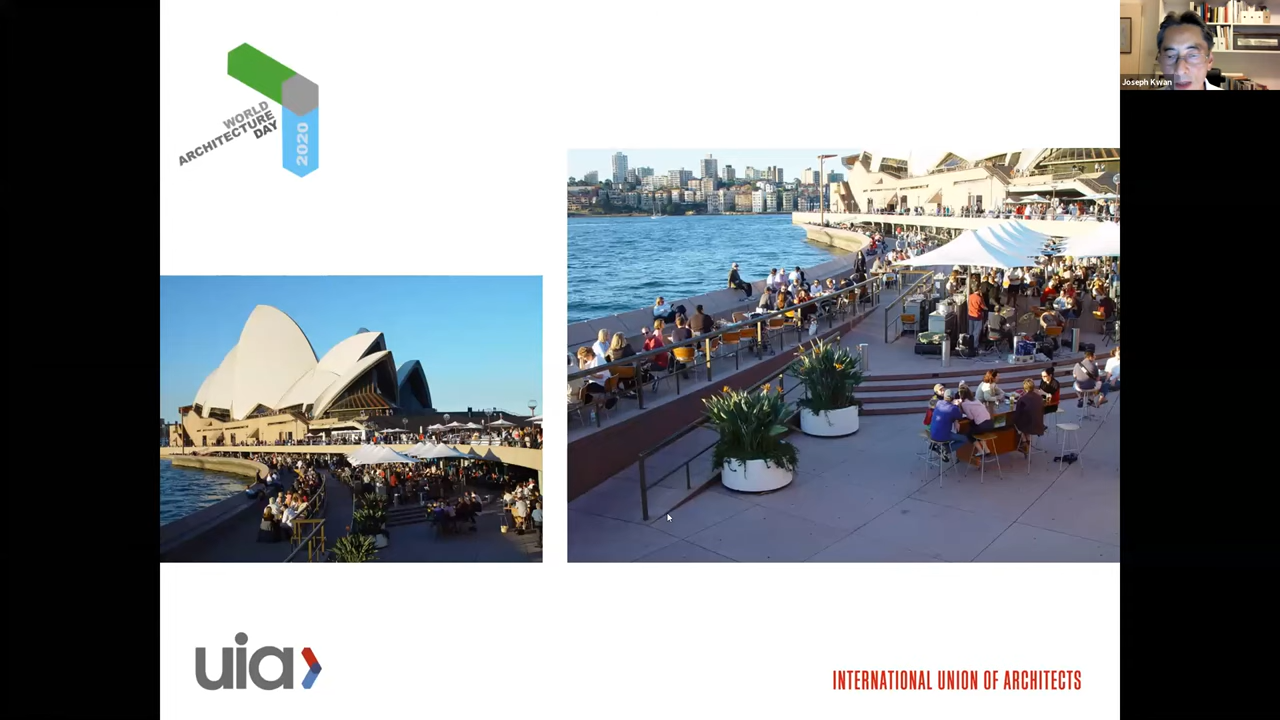 WORLD
ARCHITECTURE
DAY
2020
Joseph Kwan
uia
INTERNATIONAL UNION OF ARCHITECTS